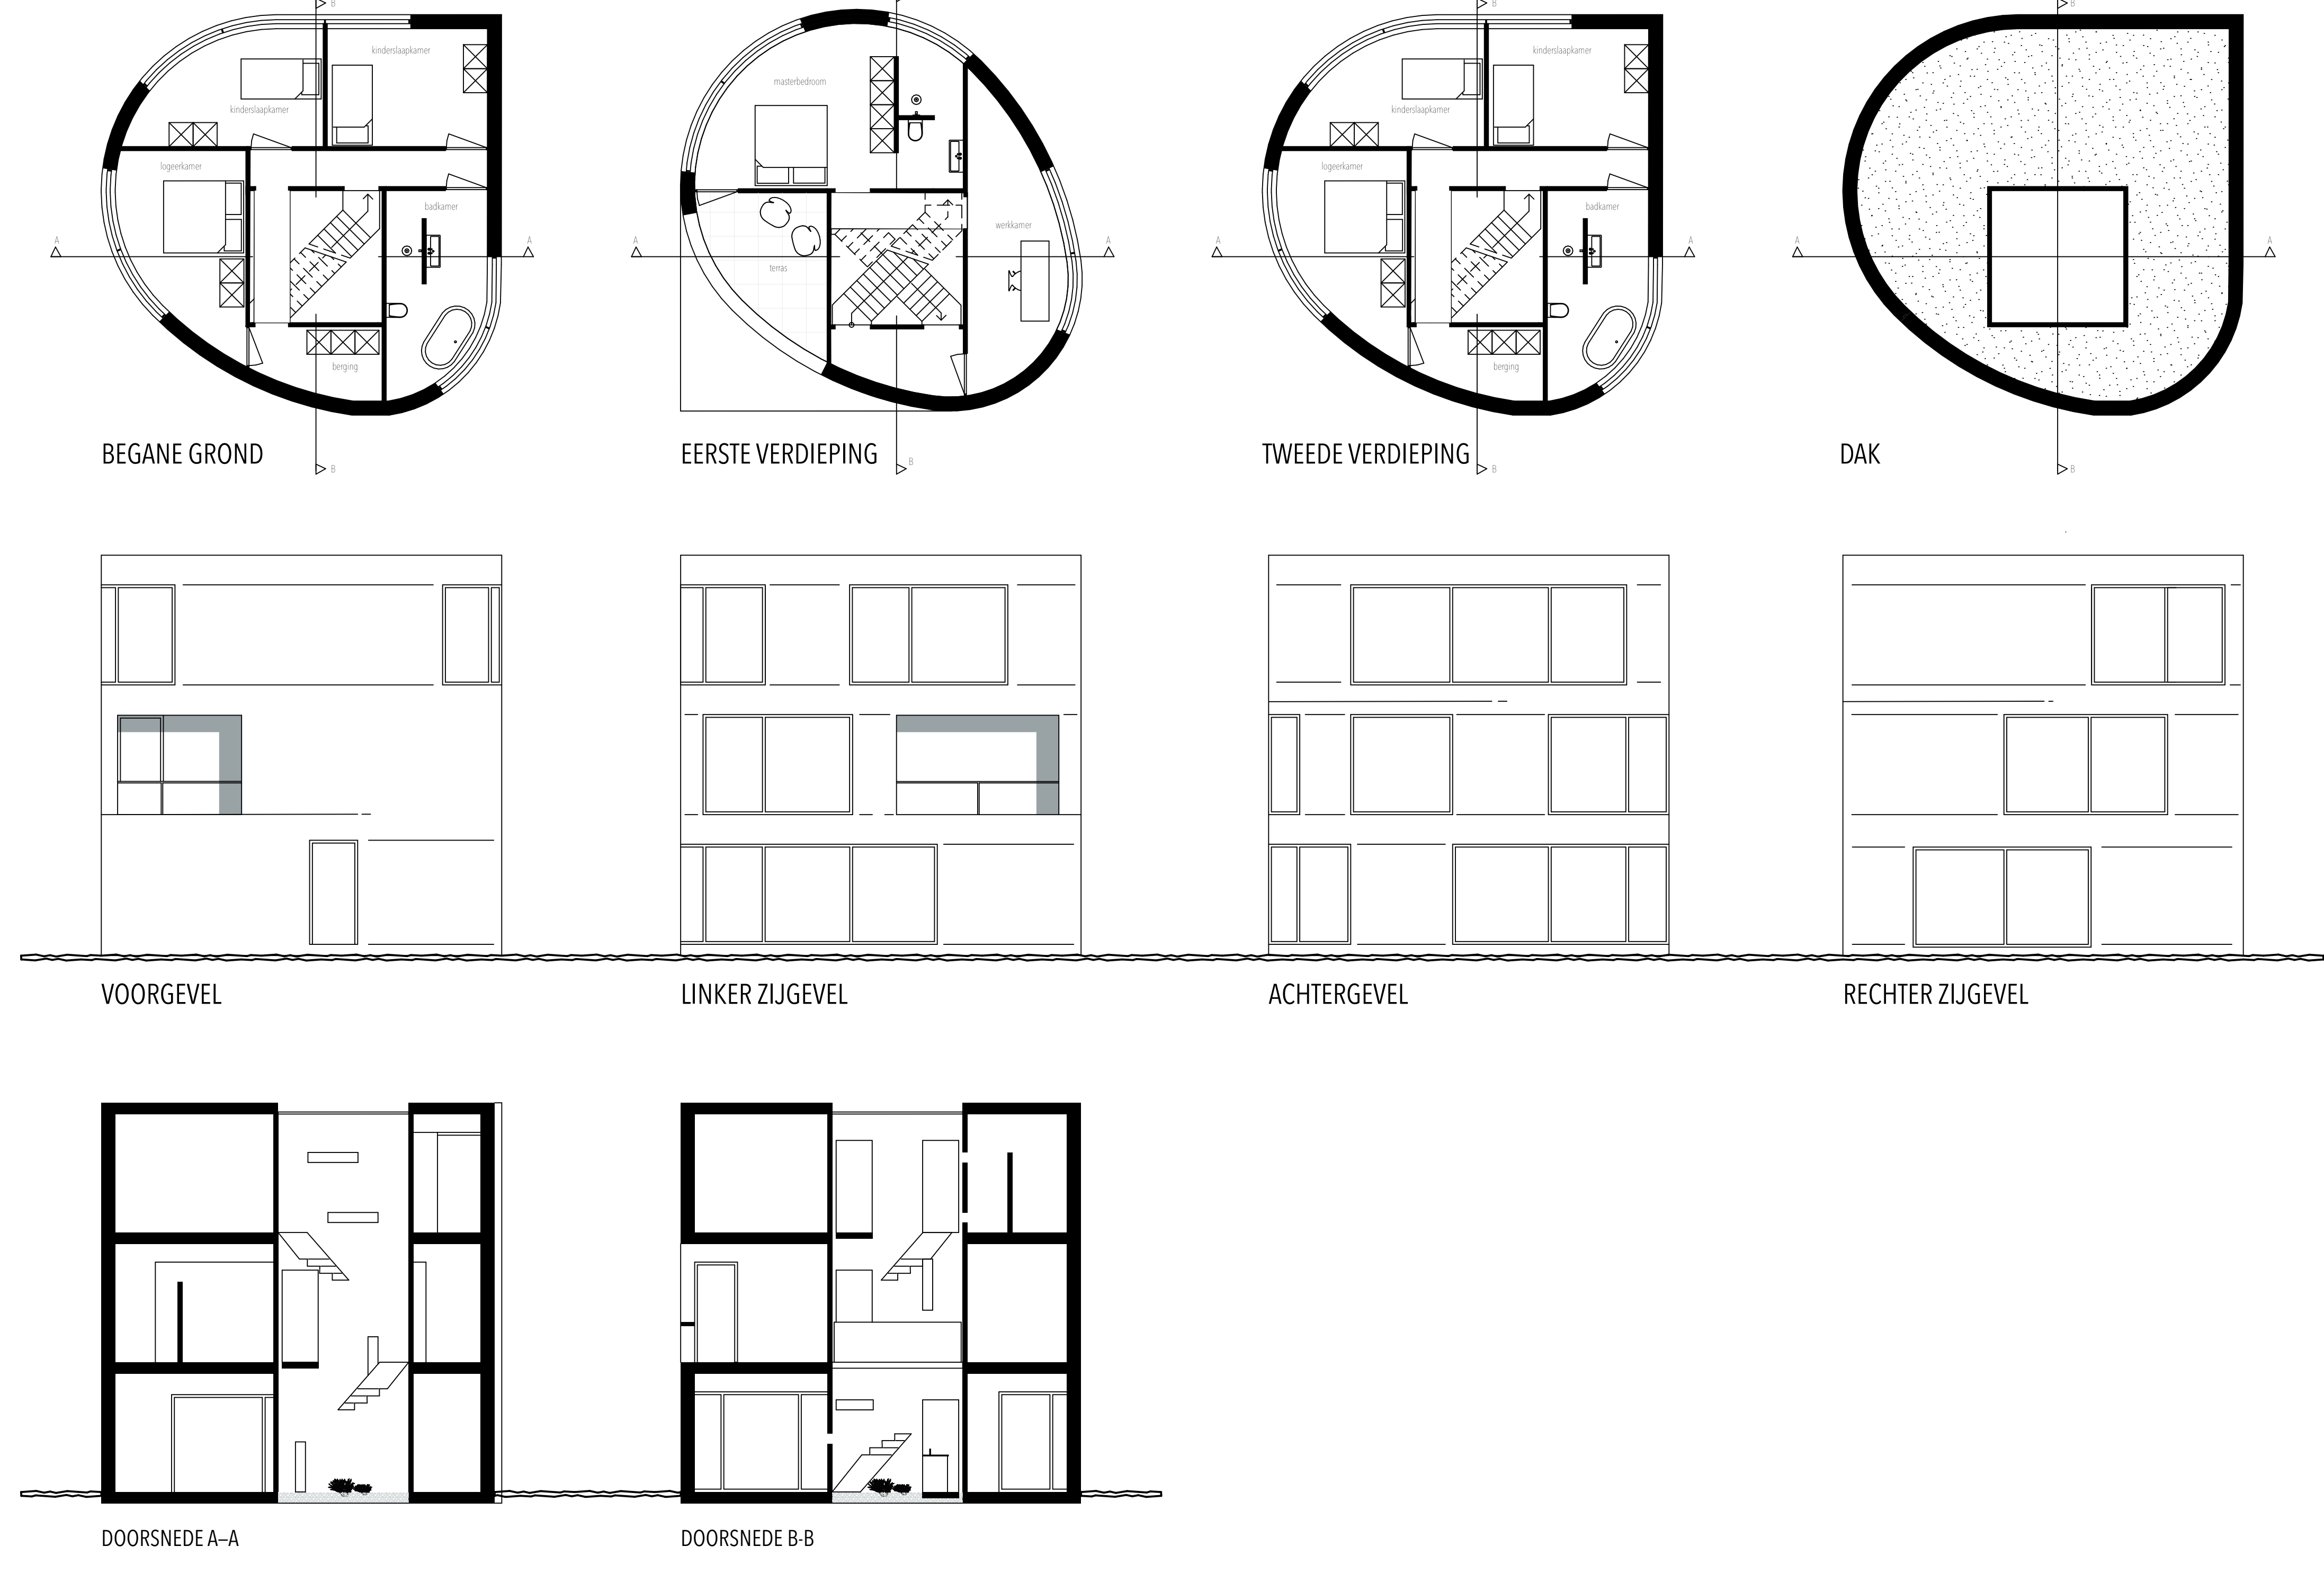 B
B
B
kinderslaapkamer
masterbedroom
kinderslaapkamer
kinderslaapkamer
kinderslaapkamer
logeerkamer
logeerkamer
badkamer
werkkamer
badkamer
A
A
A
A
A
A
A
A
terras
berging
berging
BEGANE GROND
EERSTE VERDIEPING
TWEEDE VERDIEPING
DAK
B
B
B
B
VOORGEVEL
LINKER ZIJGEVEL
ACHTERGEVEL
RECHTER ZIJGEVEL
DOORSNEDE A–A
DOORSNEDE B-B